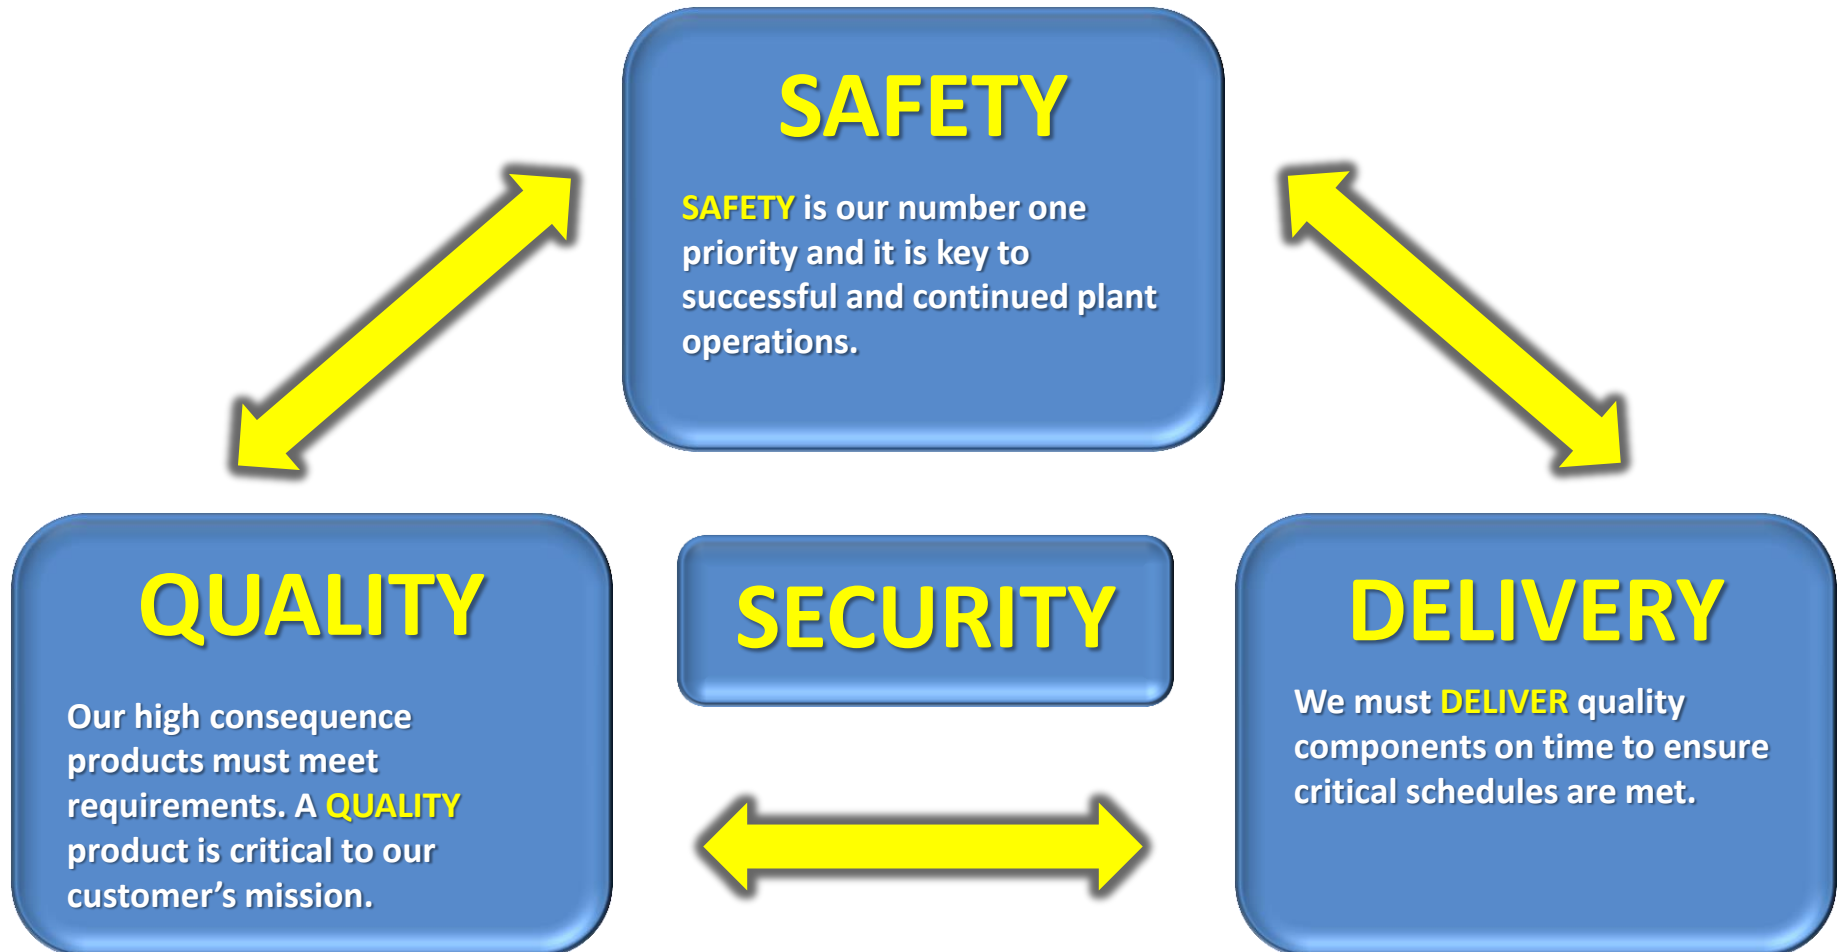 SAFETY
SAFETY is our number one
priority and it is key to
successful and continued plant
operations.
QUALITY
Our high consequence
products must meet
requirements. A QUALITY
product is critical to our
customer’s mission.
SECURITY
DELIVERY
We must DELIVER quality
components on time to ensure
critical schedules are met.